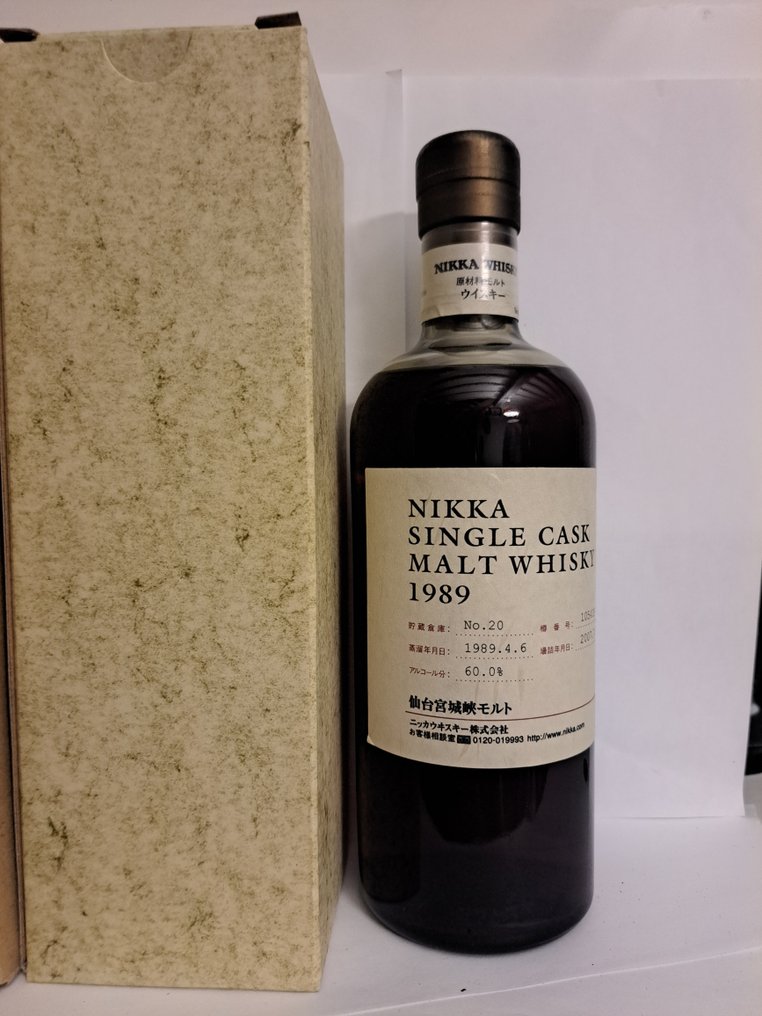 NIKKA WHISK
原材料モルト
ウイスキー
NIKKA
SINGLE CASK
MALT WHISKY
1989
貯蔵倉庫: No.20 樽番号:
蒸溜年月日: 1989.4.6 壜詰年月日:
アルコール分: 60.0%
仙台宮城峡モルト
ニッカウヰスキー株式会社
お客様相談室 0120-019993 http://www.nikka.com